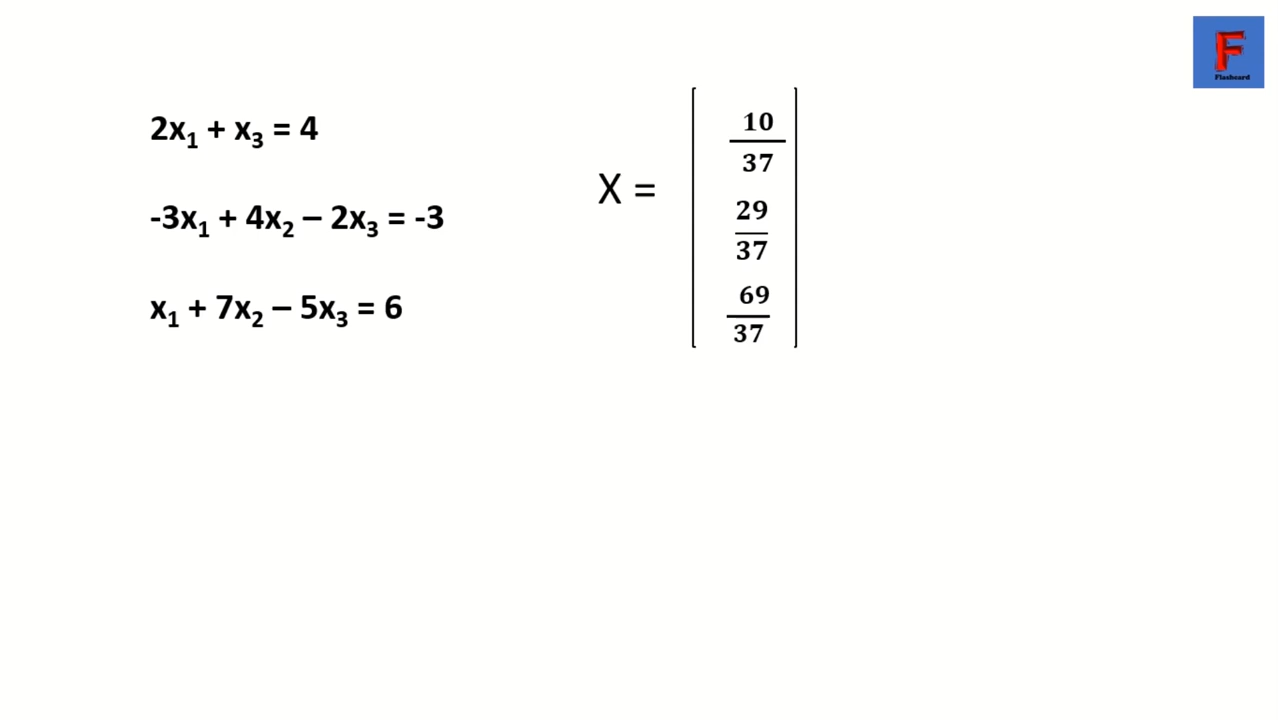 F
Flashcard
2x₁ + x₃ = 4
-3x₁ + 4x₂ – 2x₃ = -3
x₁ + 7x₂ – 5x₃ = 6
X =
10
37
29
37
69
37